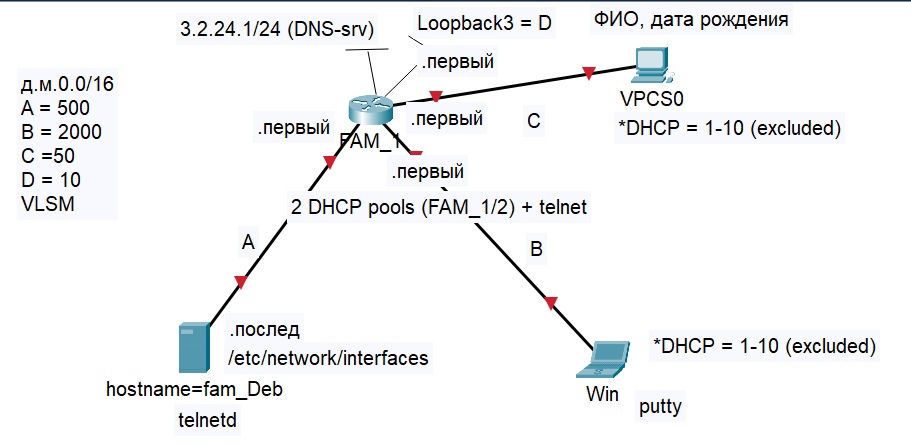 3.2.24.1/24 (DNS-srv)
Loopback3 = D
ФИО, дата рождения
.первый
д.м.0.0/16
A = 500
B = 2000
C =50
D = 10
VLSM
VPCS0
*DHCP = 1-10 (excluded)
C
.первый
.первый
FAM_1
.первый
2 DHCP pools (FAM_1/2) + telnet
A
B
.послед
/etc/network/interfaces
hostname=fam_Deb
telnetd
*DHCP = 1-10 (excluded)
Win
putty